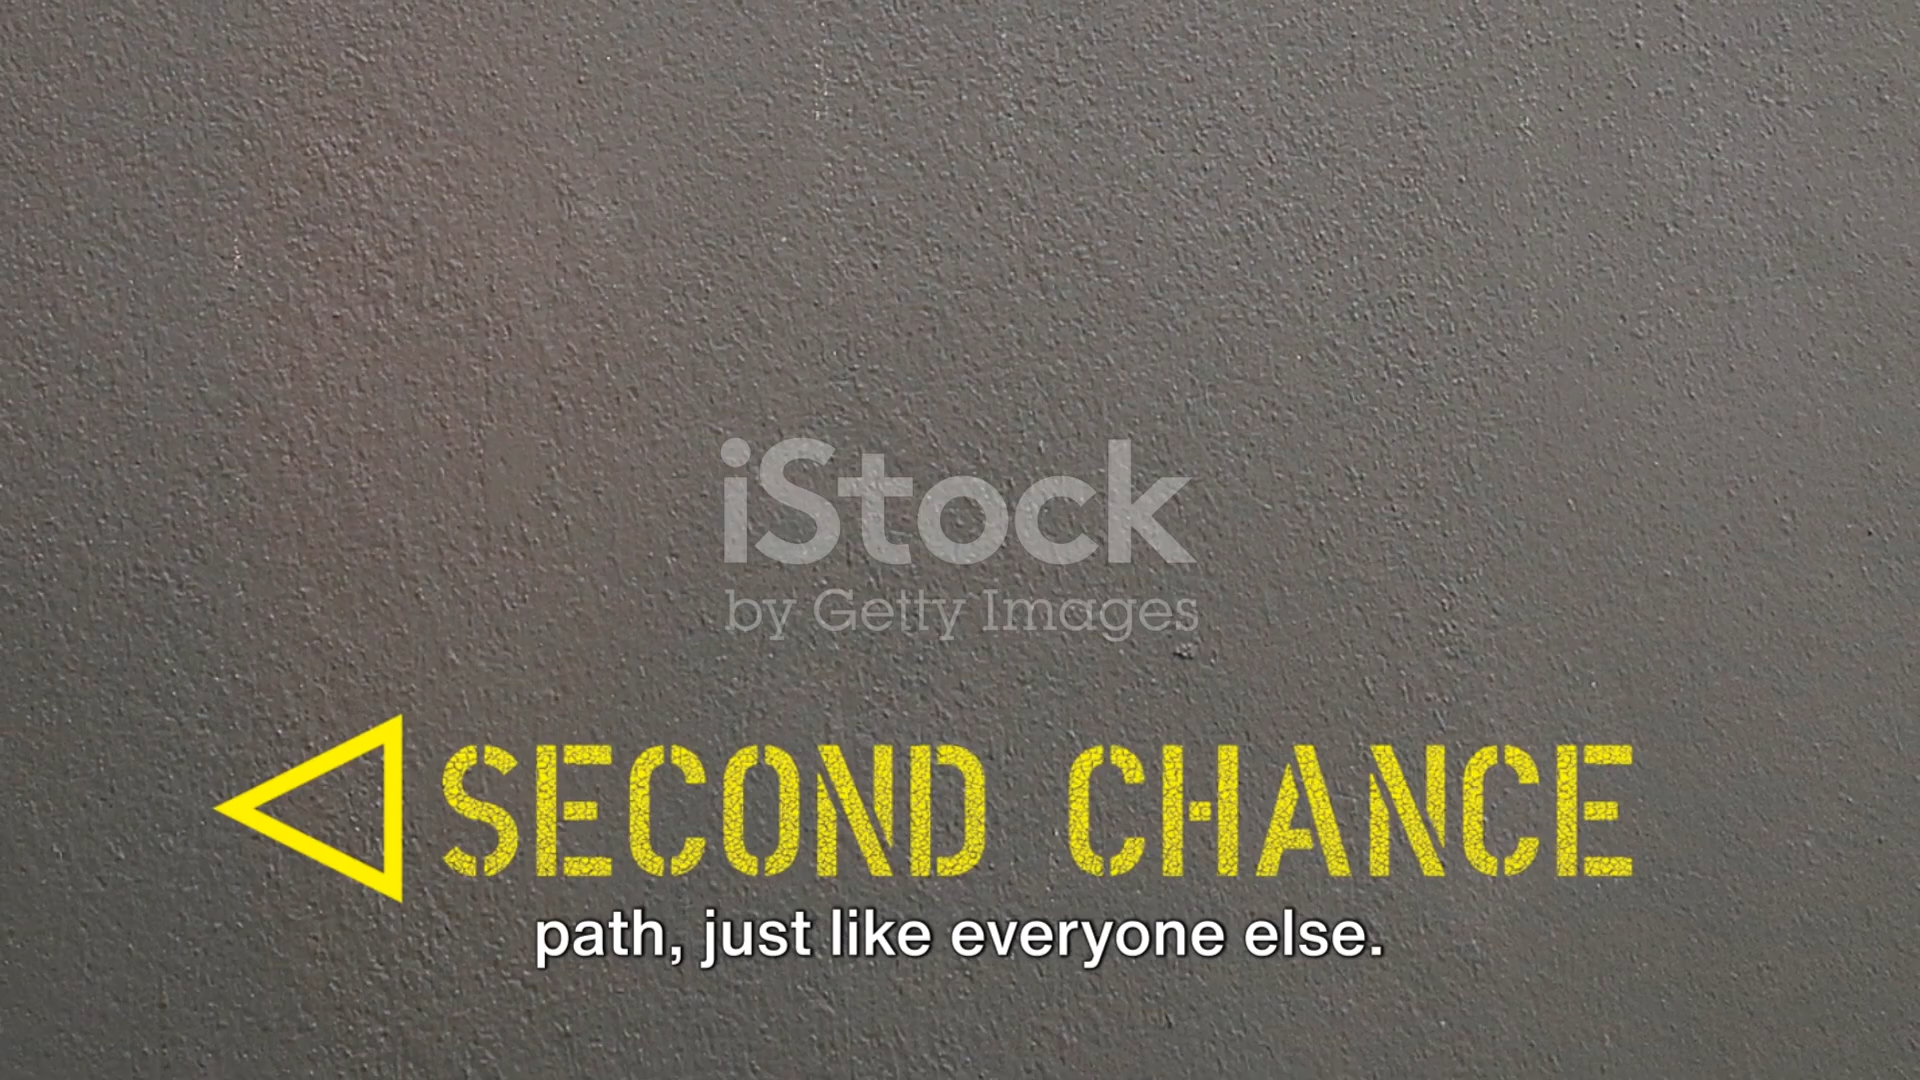 iStock
by Getty Images
SECOND CHANCE
path, just like everyone else.